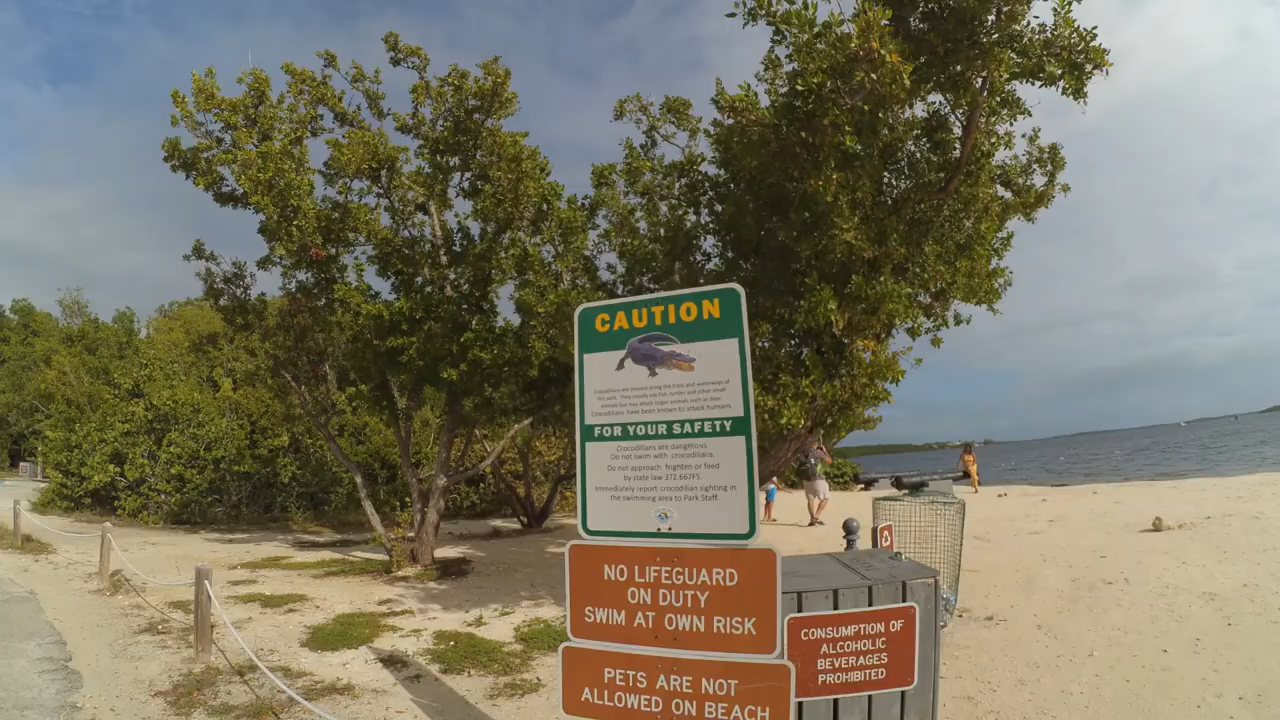 CAUTION
Crocodilians are present along the trails and waterways of
this park. They usually eat fish, turtles and other small
animals but may attack larger animals such as deer.
Crocodilians have been known to attack humans.
FOR YOUR SAFETY
Crocodilians are dangerous.
Do not swim with crocodilians.
Do not approach frighten or feed
by state law 372.667FS.
Immediately report crocodilian sighting in
the swimming area to Park Staff.
NO LIFEGUARD
ON DUTY
SWIM AT OWN RISK
PETS ARE NOT
ALLOWED ON BEACH
CONSUMPTION OF
ALCOHOLIC
BEVERAGES
PROHIBITED